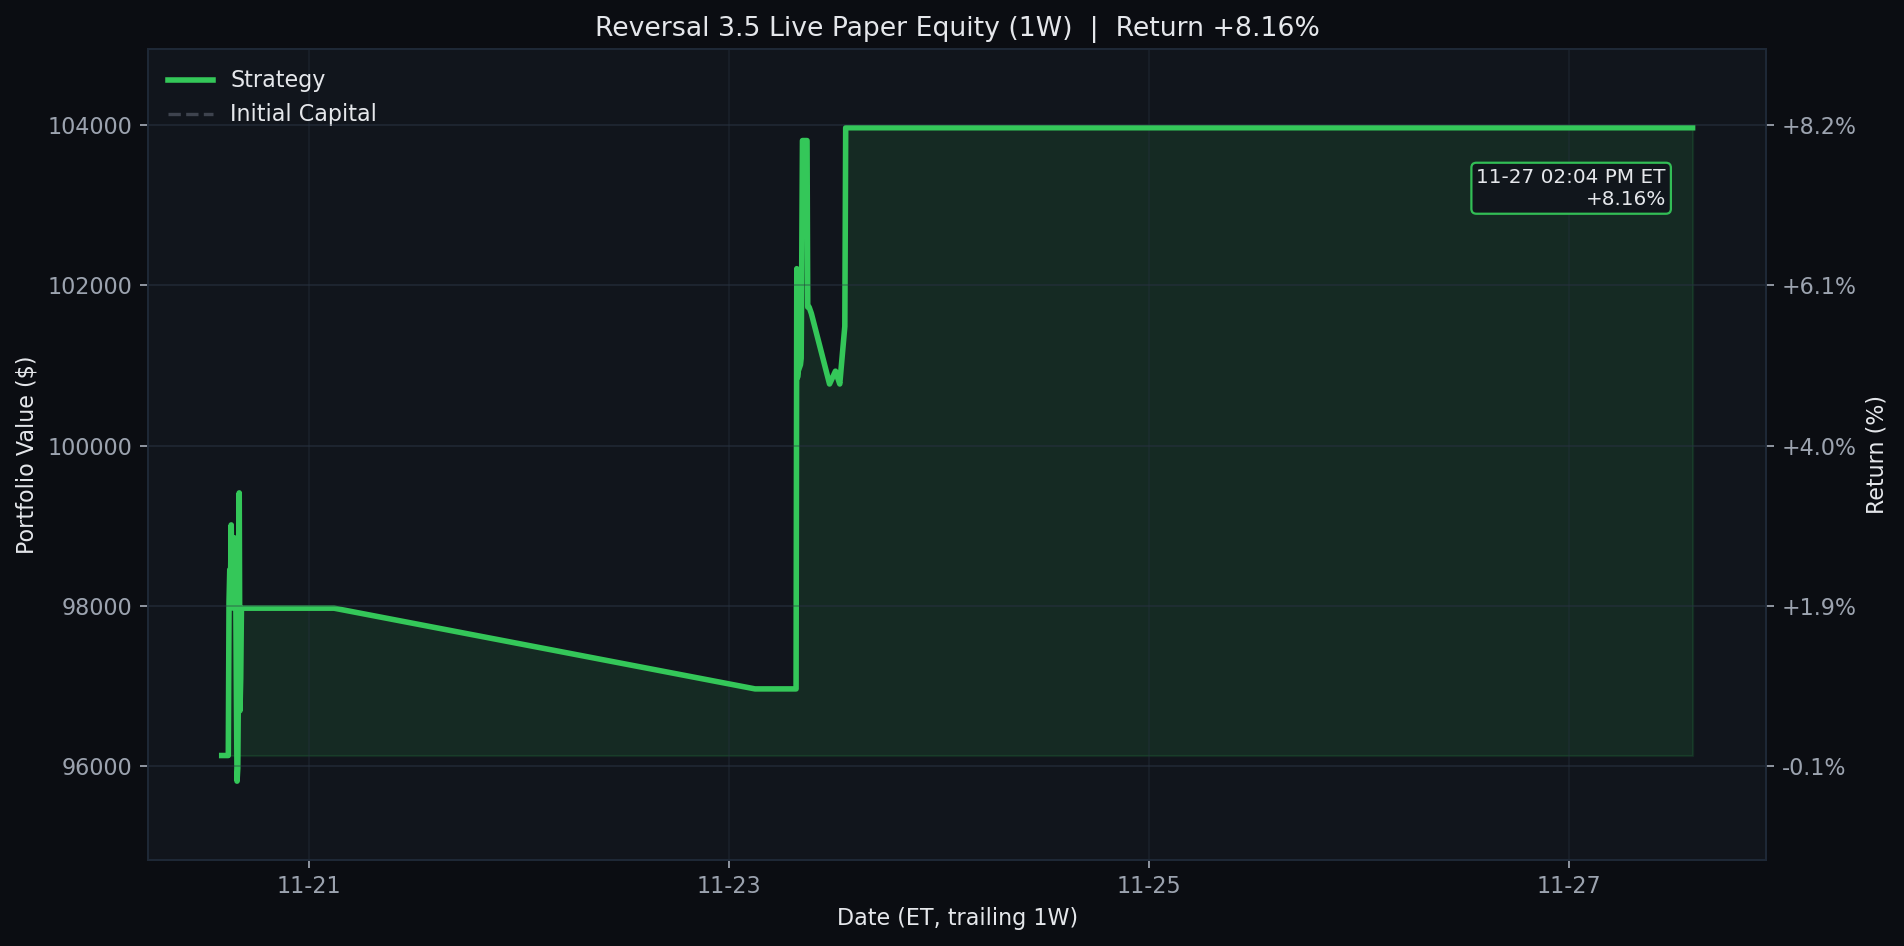 Reversal 3.5 Live Paper Equity (1W)  |  Return +8.16%
Strategy
Initial Capital
104000
102000
100000
98000
96000
Portfolio Value ($)
+8.2%
+6.1%
+4.0%
+1.9%
-0.1%
Return (%)
11-27 02:04 PM ET
+8.16%
11-21
11-23
11-25
11-27
Date (ET, trailing 1W)